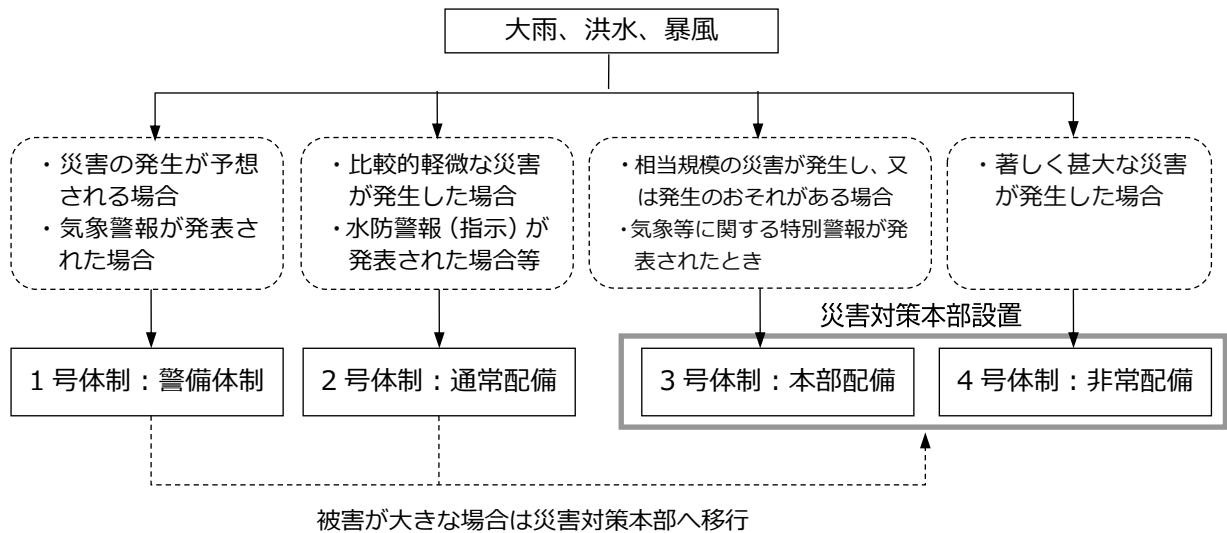 大雨、洪水、暴風
・災害の発生が予想
される場合
・気象警報が発表さ
れた場合
・比較的軽微な災害
が発生した場合
・水防警報（指示）が
発表された場合等
・相当規模の災害が発生し、又
は発生のおそれがある場合
・気象等に関する特別警報が発
表されたとき
・著しく甚大な災害
が発生した場合
災害対策本部設置
１号体制：警備体制
２号体制：通常配備
３号体制：本部配備
４号体制：非常配備
被害が大きな場合は災害対策本部へ移行